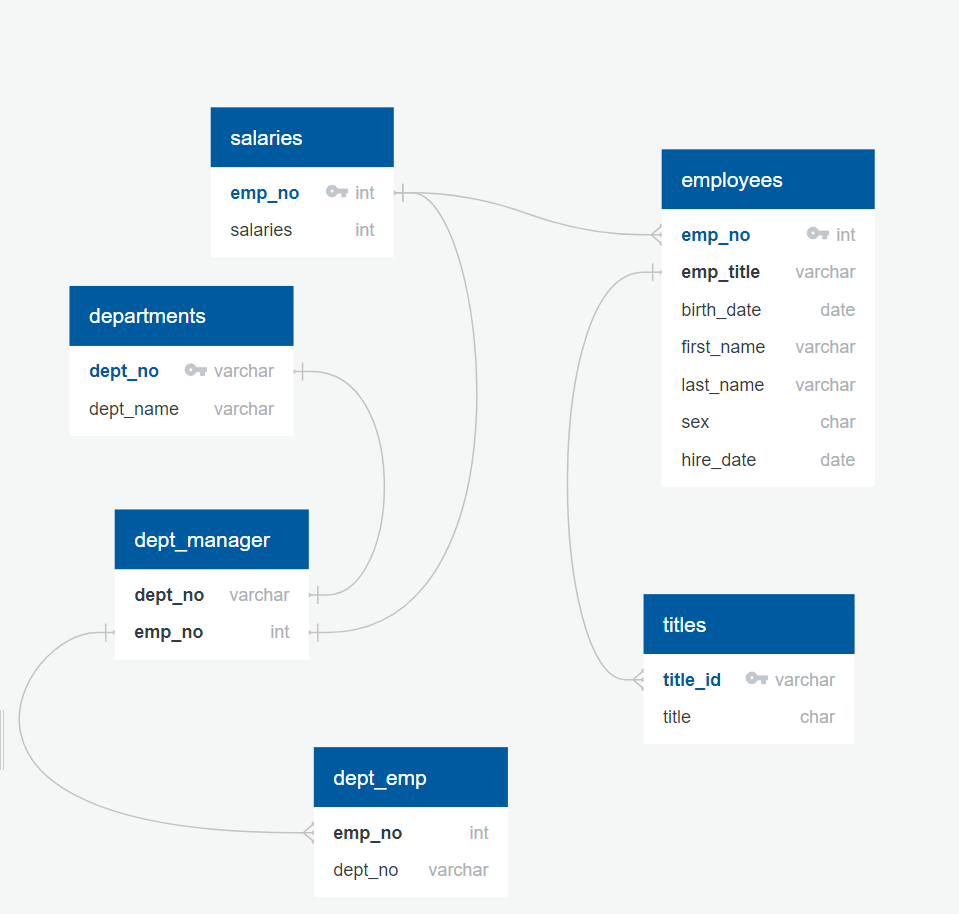 salaries
emp_no int
salaries int
employees
emp_no int
emp_title varchar
birth_date date
first_name varchar
last_name varchar
sex char
hire_date date
departments
dept_no varchar
dept_name varchar
dept_manager
dept_no varchar
emp_no int
titles
title_id varchar
title char
dept_emp
emp_no int
dept_no varchar